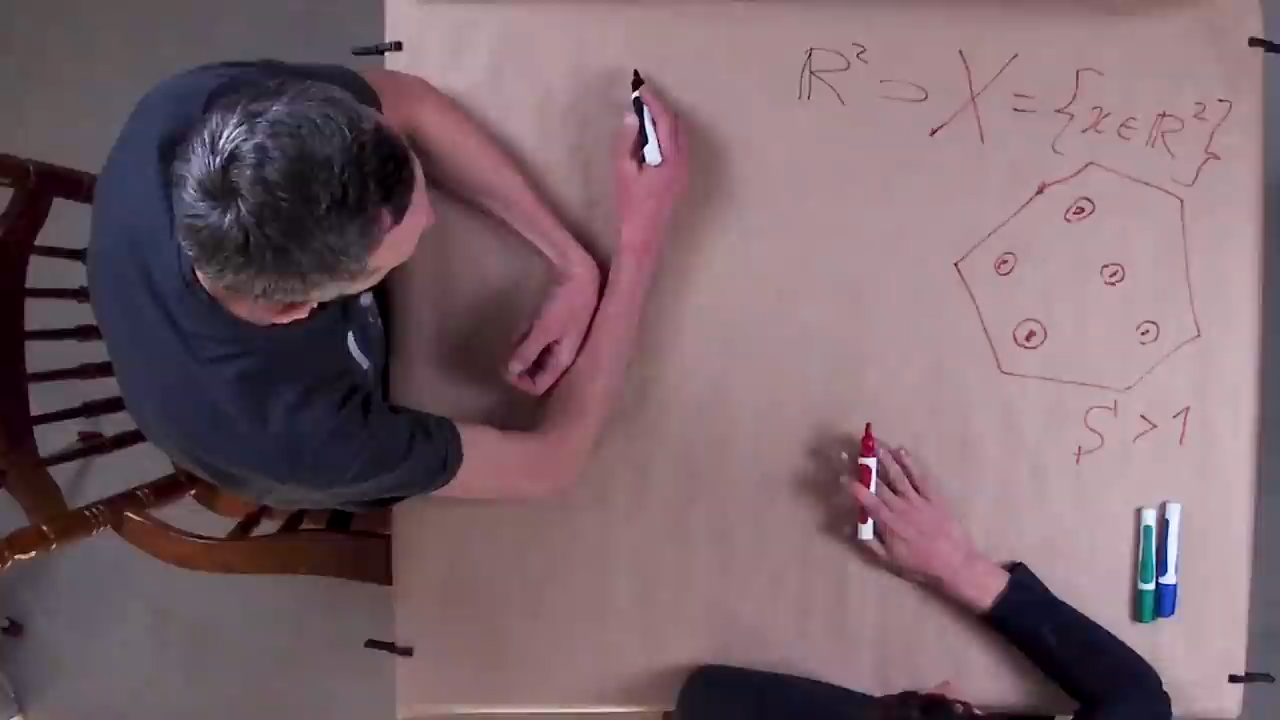 ℝ² ⊃ X = {x∈ℝ²}
S > 1